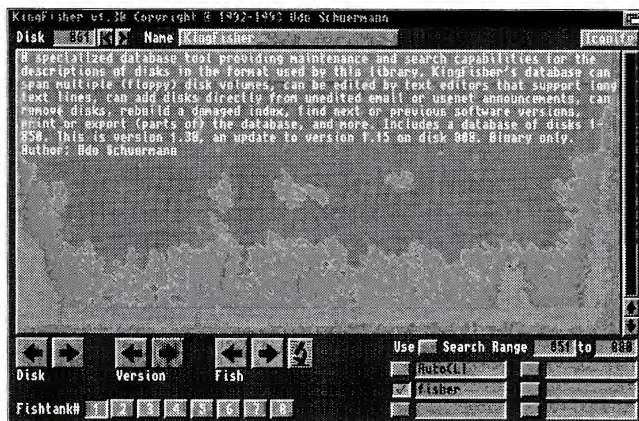 KingFisher v1.30 Copyright © 1992-1993 Udo Schuermann
Disk 861 Name KingFisher Iconify
A specialized database tool providing maintenance and search capabilities for the
descriptions of disks in the format used by this library. KingFisher's database can
span multiple (floppy) disk volumes, can be edited by text editors that support long
text lines, can add disks directly from unedited email or usenet announcements, can
remove disks, rebuild a damaged index, find next or previous software versions,
print or export (parts of) the database, and more. Includes a database of disks 1-
850. This is version 1.30, an update to version 1.15 on disk 800. Binary only.
Author: Udo Schuermann
Use Search Range 851 to 880
Disk Version Fish
Auto(L)
fisher
Fishtank# 1 2 3 4 5 6 7 8